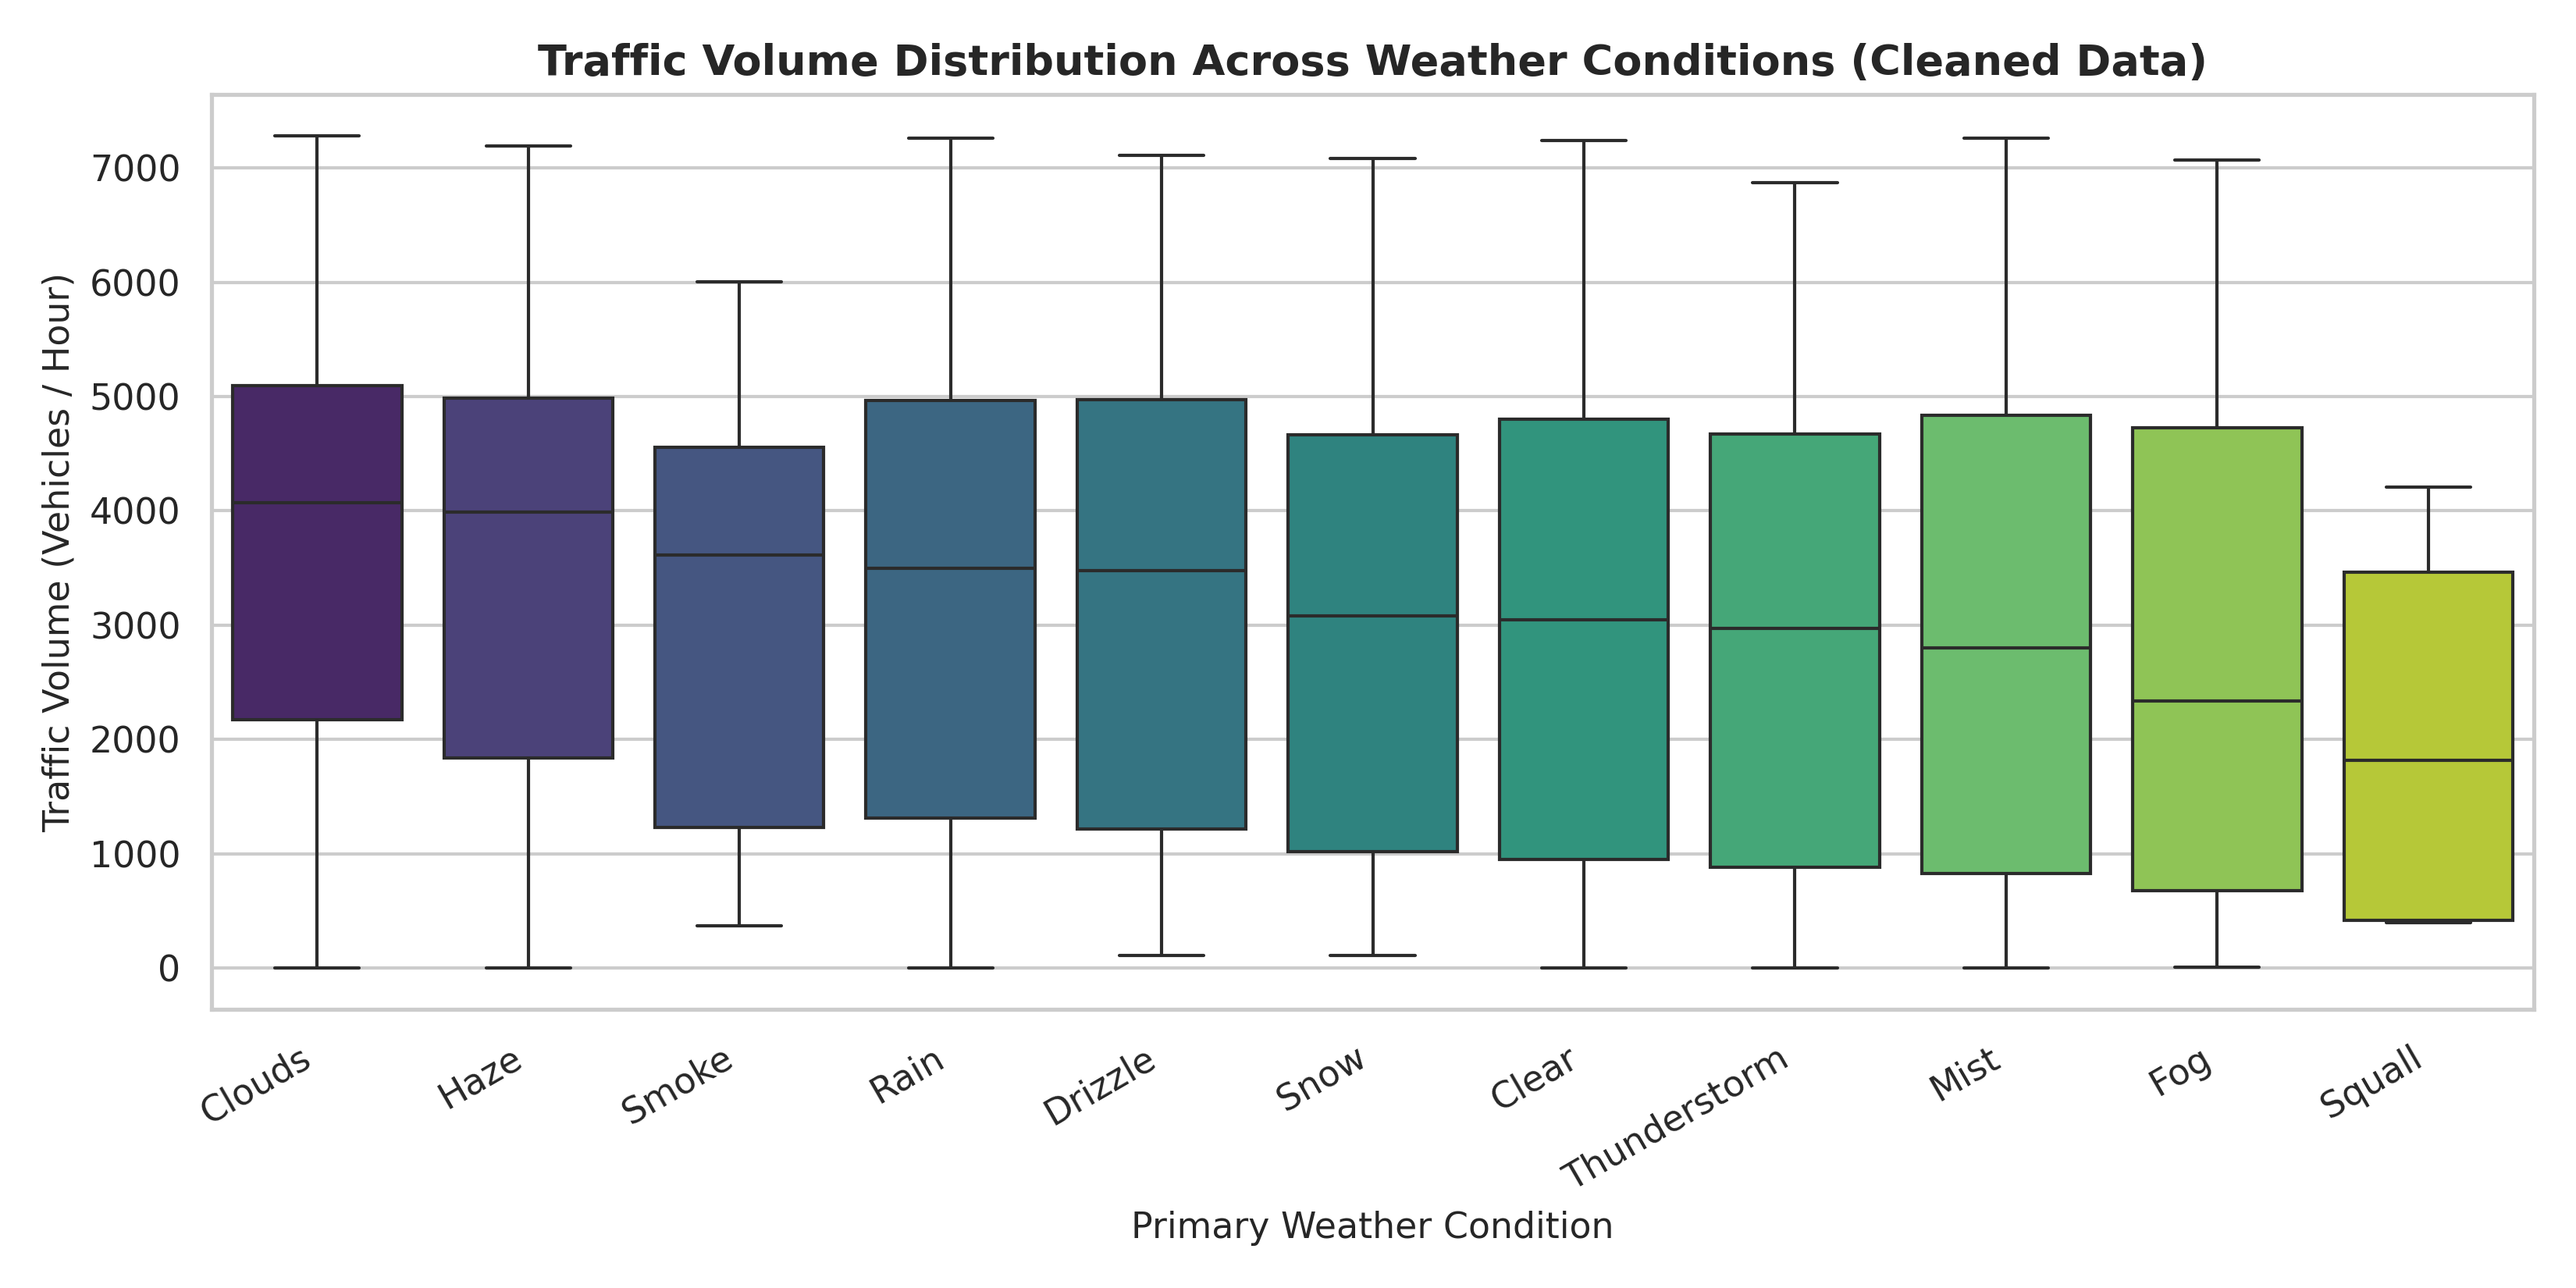 Traffic Volume Distribution Across Weather Conditions (Cleaned Data)
Traffic Volume (Vehicles / Hour)
7000
6000
5000
4000
3000
2000
1000
0
Clouds
Haze
Smoke
Rain
Drizzle
Snow
Clear
Thunderstorm
Mist
Fog
Squall
Primary Weather Condition